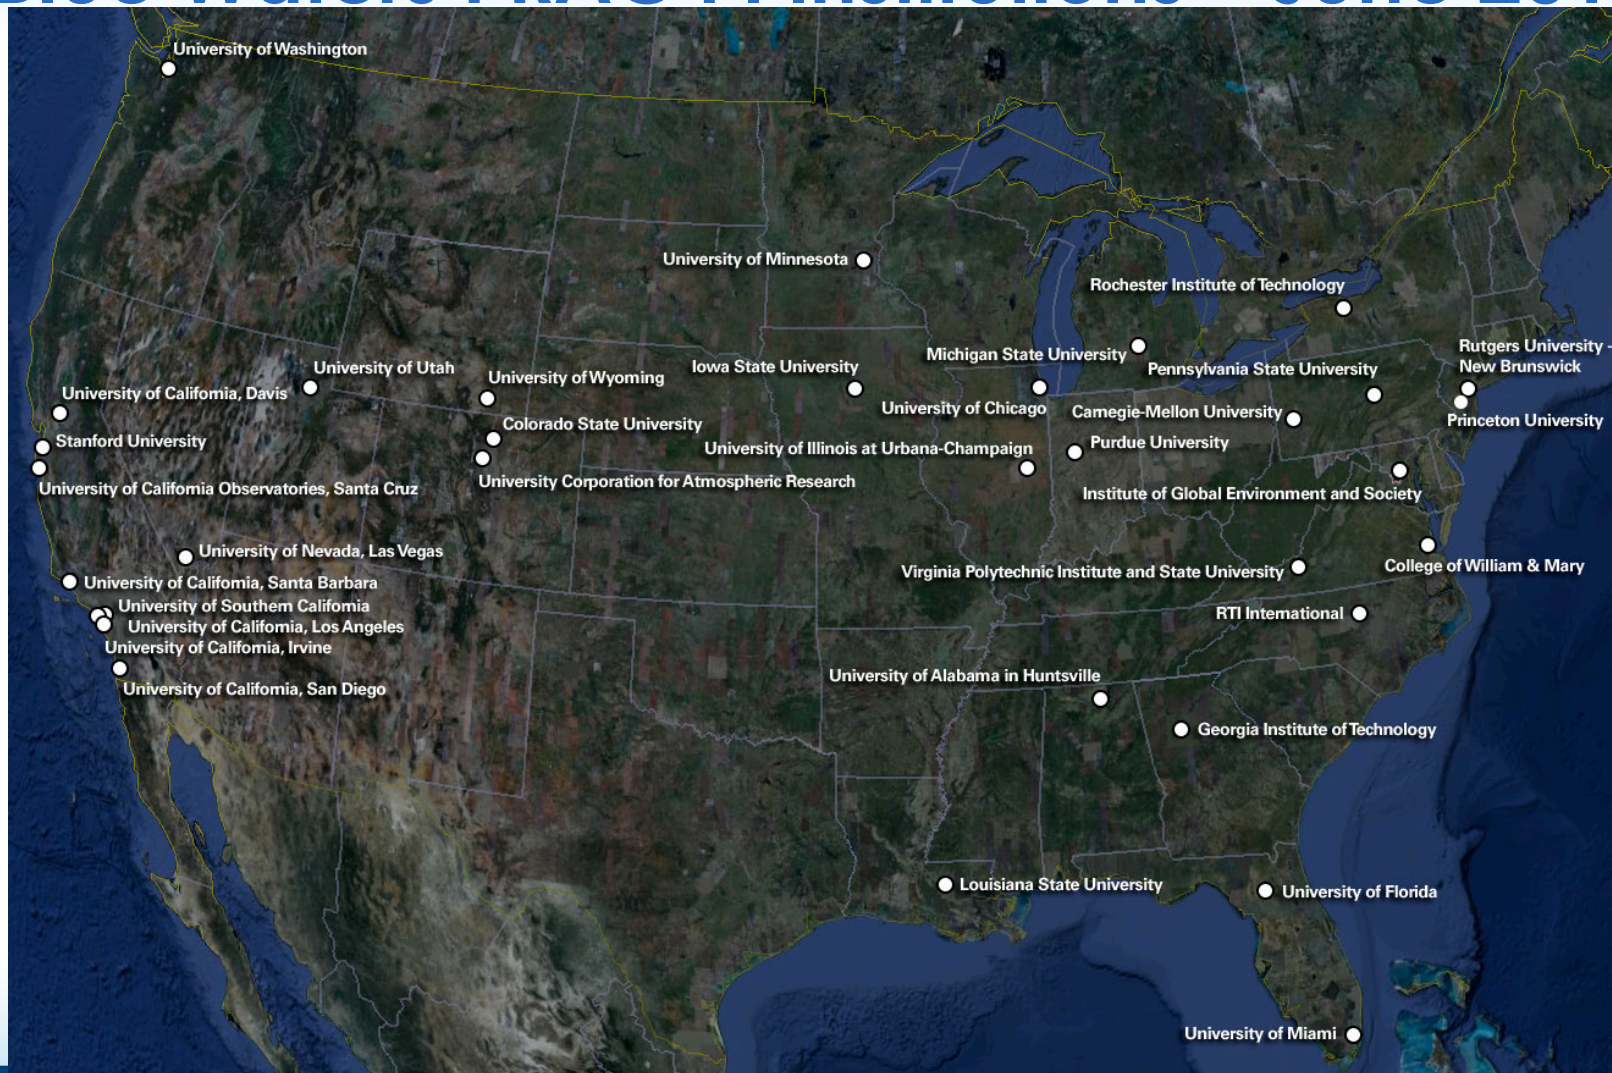 University of Washington
University of Minnesota
Rochester Institute of Technology
Rutgers University -
New Brunswick
Michigan State University
Pennsylvania State University
University of Utah
Iowa State University
University of Wyoming
University of California, Davis
University of Chicago
Carnegie-Mellon University
Princeton University
Colorado State University
Stanford University
Purdue University
University of Illinois at Urbana-Champaign
University Corporation for Atmospheric Research
University of California Observatories, Santa Cruz
Institute of Global Environment and Society
University of Nevada, Las Vegas
College of William & Mary
Virginia Polytechnic Institute and State University
University of California, Santa Barbara
University of Southern California
RTI International
University of California, Los Angeles
University of California, Irvine
University of Alabama in Huntsville
University of California, San Diego
Georgia Institute of Technology
Louisiana State University
University of Florida
University of Miami